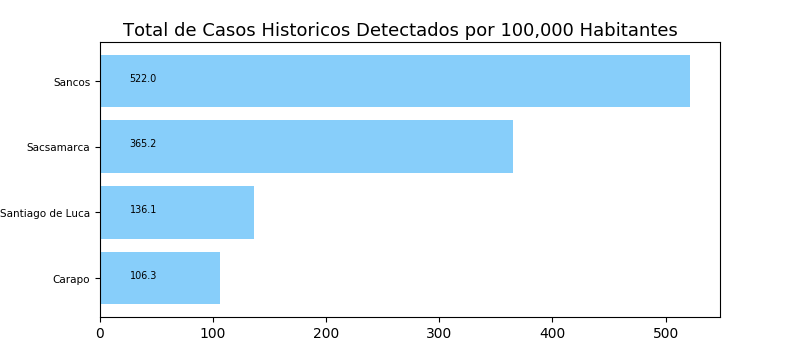 Total de Casos Historicos Detectados por 100,000 Habitantes
Sancos
522.0
Sacsamarca
365.2
Santiago de Luca
136.1
Carapo
106.3
0 100 200 300 400 500